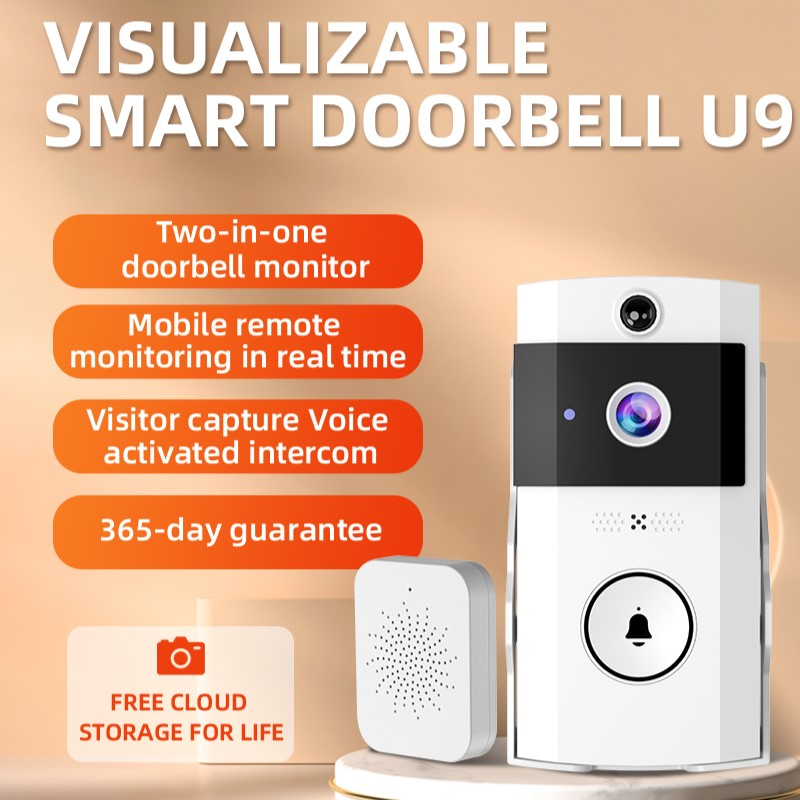 VISUALIZABLE
SMART DOORBELL U9
Two-in-one
doorbell monitor
Mobile remote
monitoring in real time
Visitor capture Voice
activated intercom
365-day guarantee
FREE CLOUD
STORAGE FOR LIFE